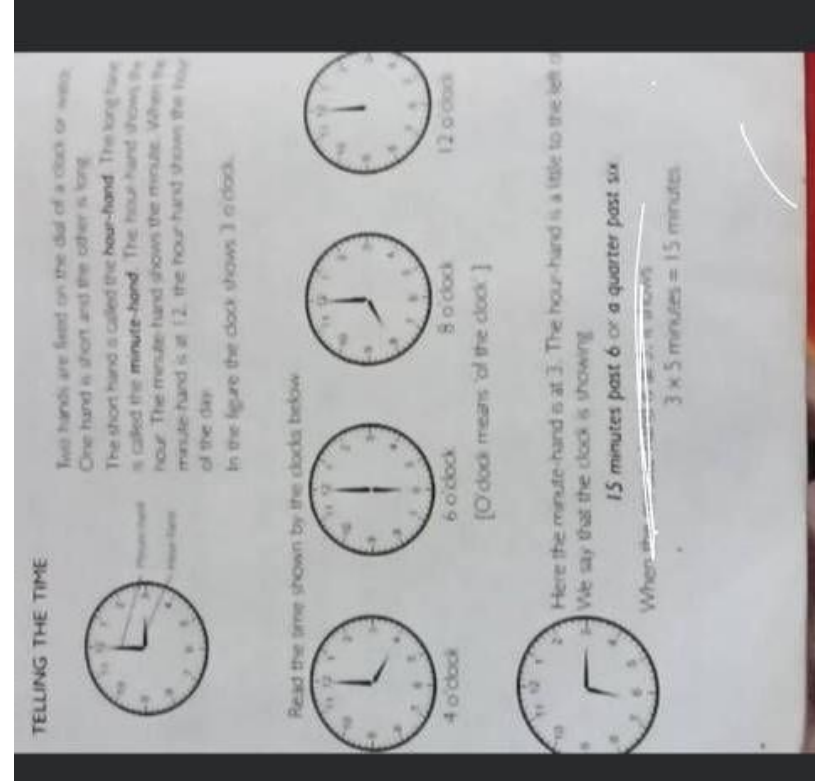 TELLING THE TIME
Two hands are fixed on the dial of a clock or watch.
One hand is short and the other is long.
The short hand is called the hour-hand. The long hand
is called the minute-hand. The hour-hand shows the
hour. The minute-hand shows the minute. When the
minute-hand is at 12, the hour-hand shows the hour
of the day.
In the figure the clock shows 3 o'clock.
minute-hand
hour-hand
Read the time shown by the clocks below.
4 o'clock 6 o'clock 8 o'clock 12 o'clock
[O'clock means 'of the clock'.]
Here the minute-hand is at 3. The hour-hand is a little to the left of
We say that the clock is showing
15 minutes past 6 or a quarter past six.
When the
3 x 5 minutes = 15 minutes